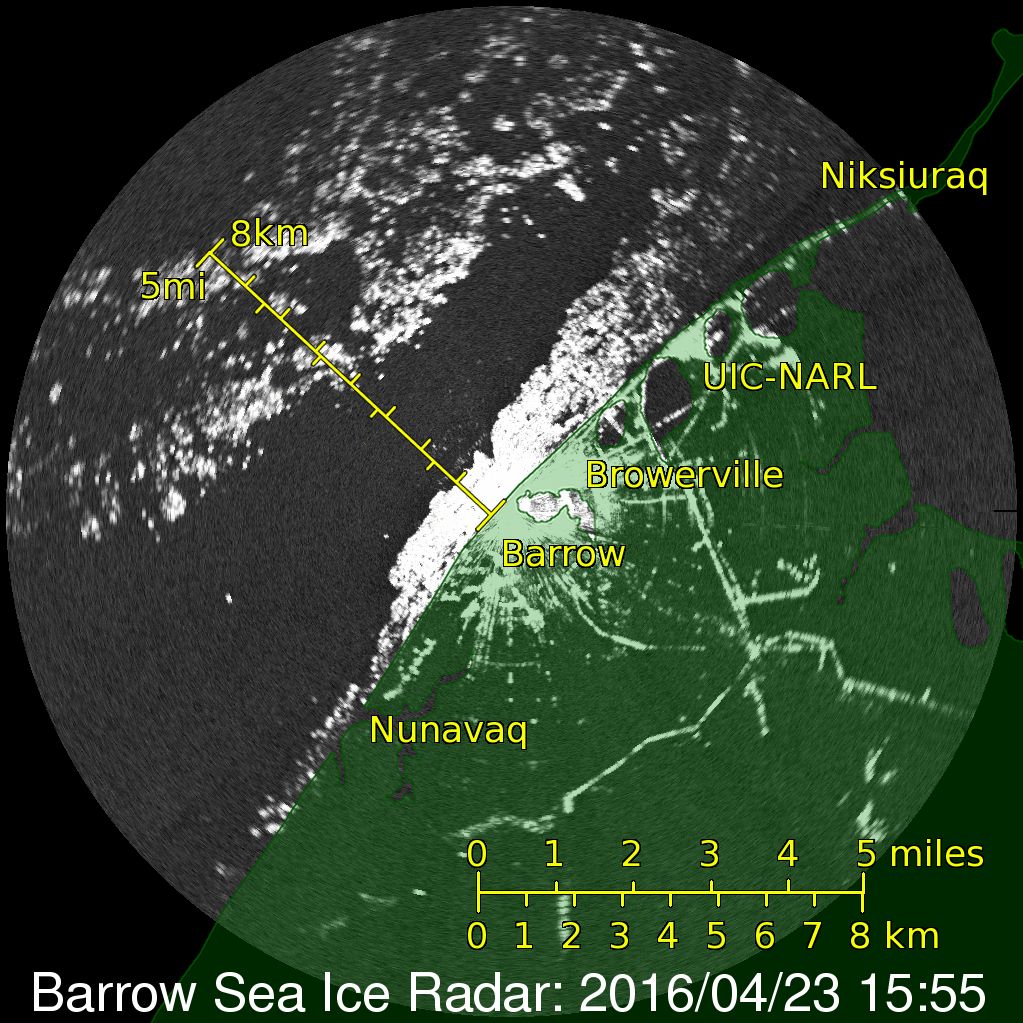 Niksiuraq
8km
5mi
UIC-NARL
Browerville
Barrow
Nunavaq
0 1 2 3 4 5 miles
0 1 2 3 4 5 6 7 8 km
Barrow Sea Ice Radar: 2016/04/23 15:55